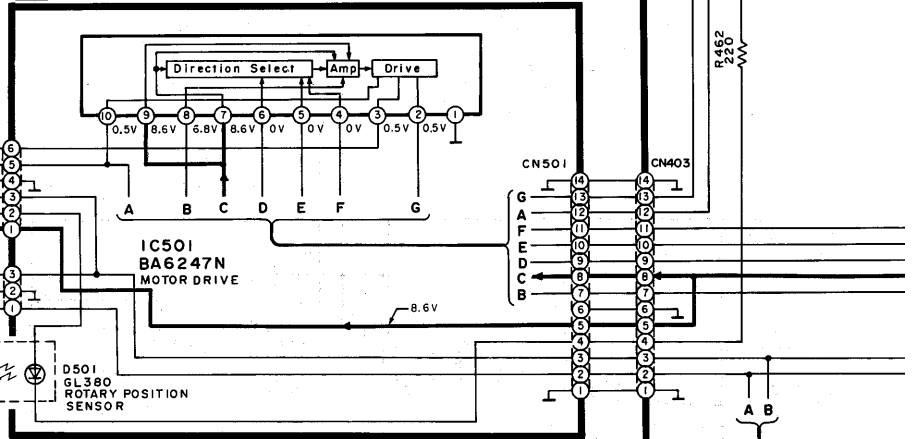 R462
220
Direction Select
Amp
Drive
10 9 8 7 6 5 4 3 2 1
0.5V 8.6V 6.8V 8.6V 0V 0V 0V 0.5V 0.5V
6
5
4
3
2
1
A B C D E F G
IC501
BA6247N
MOTOR DRIVE
3
2
1
8.6V
D501
GL380
ROTARY POSITION
SENSOR
CN501 CN403
14 14
G 13 13
A 12 12
F 11 11
E 10 10
D 9 9
C 8 8
B 7 7
6 6
5 5
4 4
3 3
2 2
1 1
A B